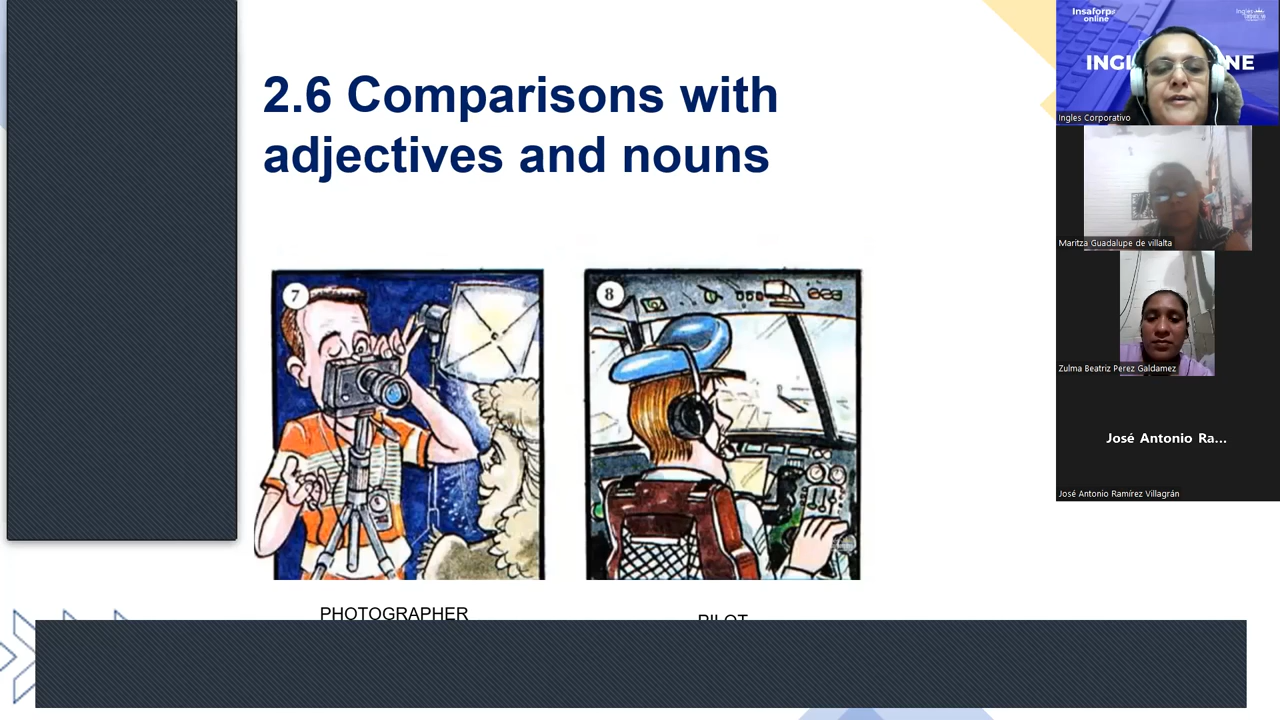 2.6 Comparisons with
adjectives and nouns
7
8
PHOTOGRAPHER
PILOT
Insaforp
online
INGL
NE
Ingles Corporativo
Maritza Guadalupe de villalta
Zulma Beatriz Perez Galdamez
José Antonio Ra...
José Antonio Ramírez Villagrán